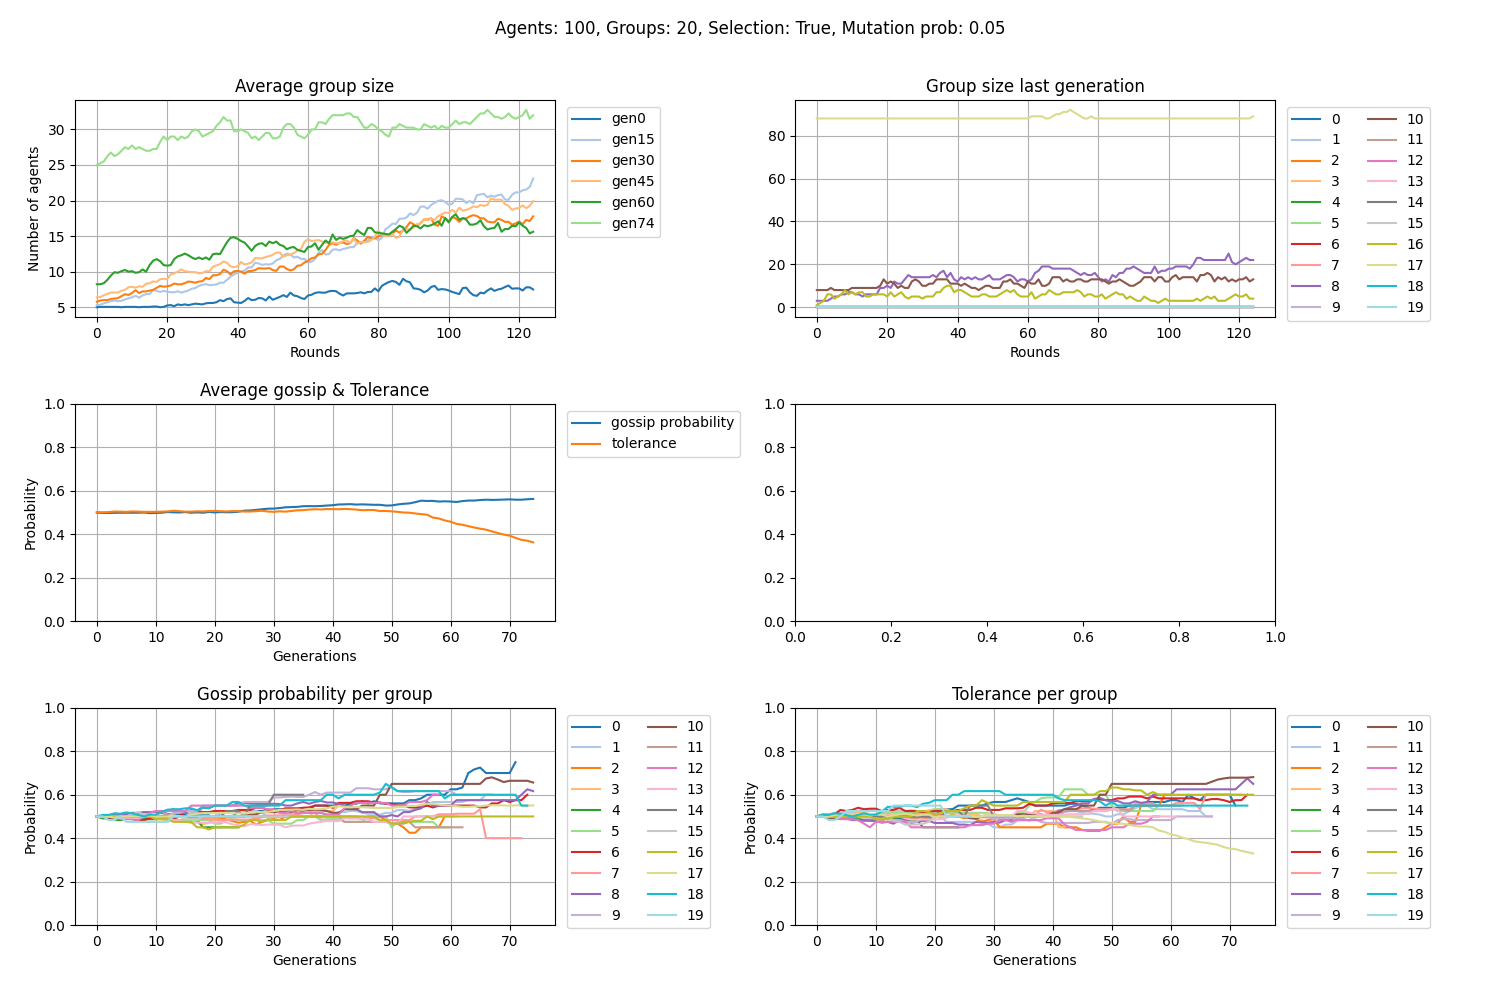 Agents: 100, Groups: 20, Selection: True, Mutation prob: 0.05
Average group size
Number of agents
30
25
20
15
10
5
0 20 40 60 80 100 120
Rounds
gen0
gen15
gen30
gen45
gen60
gen74
Group size last generation
80
60
40
20
0
0 20 40 60 80 100 120
Rounds
0 10
1 11
2 12
3 13
4 14
5 15
6 16
7 17
8 18
9 19
Average gossip & Tolerance
Probability
1.0
0.8
0.6
0.4
0.2
0.0
0 10 20 30 40 50 60 70
Generations
gossip probability
tolerance
1.0
0.8
0.6
0.4
0.2
0.0
0.0 0.2 0.4 0.6 0.8 1.0
Gossip probability per group
Probability
1.0
0.8
0.6
0.4
0.2
0.0
0 10 20 30 40 50 60 70
Generations
0 10
1 11
2 12
3 13
4 14
5 15
6 16
7 17
8 18
9 19
Tolerance per group
Probability
1.0
0.8
0.6
0.4
0.2
0.0
0 10 20 30 40 50 60 70
Generations
0 10
1 11
2 12
3 13
4 14
5 15
6 16
7 17
8 18
9 19